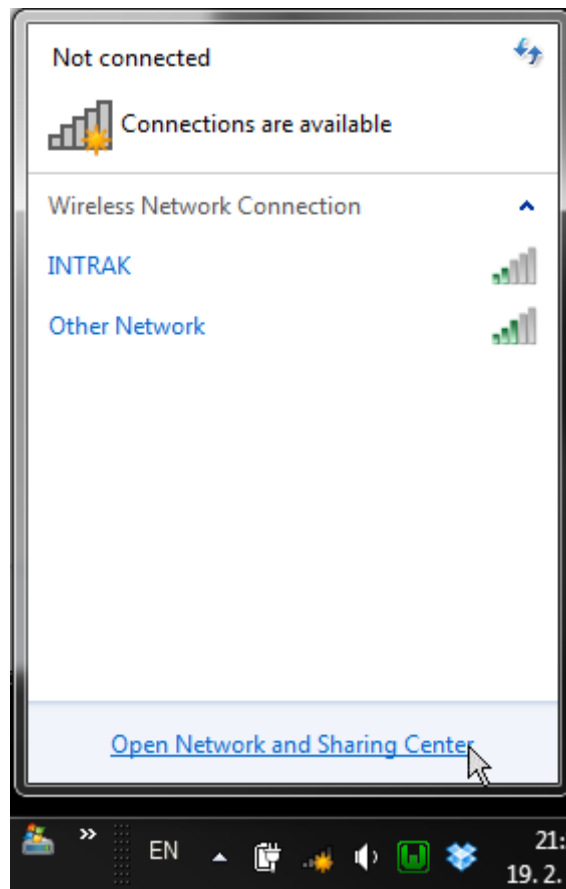 Not connected
Connections are available
Wireless Network Connection
INTRAK
Other Network
Open Network and Sharing Center
»
EN
21:
19. 2.